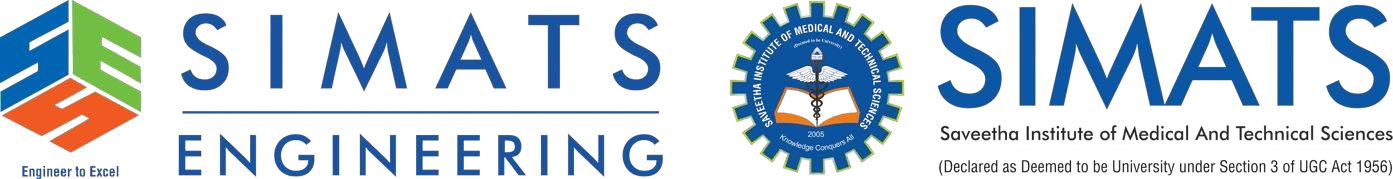 SES
Engineer to Excel
SIMATS
ENGINEERING
SAVEETHA INSTITUTE OF MEDICAL AND TECHNICAL SCIENCES
(Deemed to be University)
2005
Knowledge Conquers All
SIMATS
Saveetha Institute of Medical And Technical Sciences
(Declared as Deemed to be University under Section 3 of UGC Act 1956)